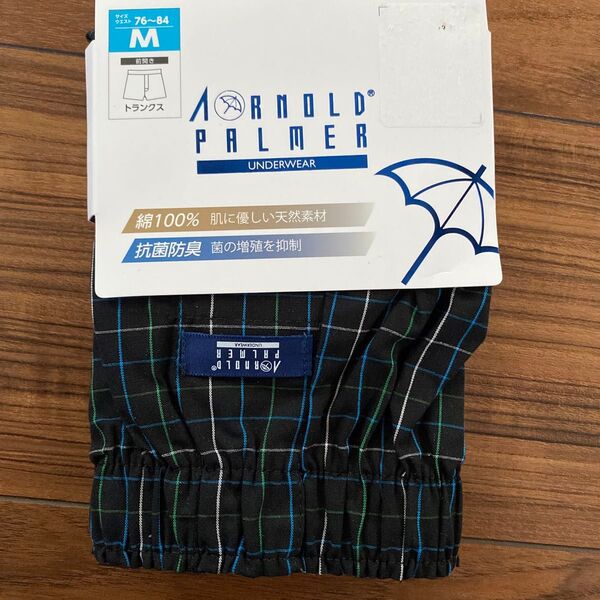 サイズ
ウエスト 76~84
M
前開き
トランクス
ARNOLD®
PALMER
UNDERWEAR
綿100% 肌に優しい天然素材
抗菌防臭 菌の増殖を抑制
ARNOLD®
PALMER
UNDERWEAR